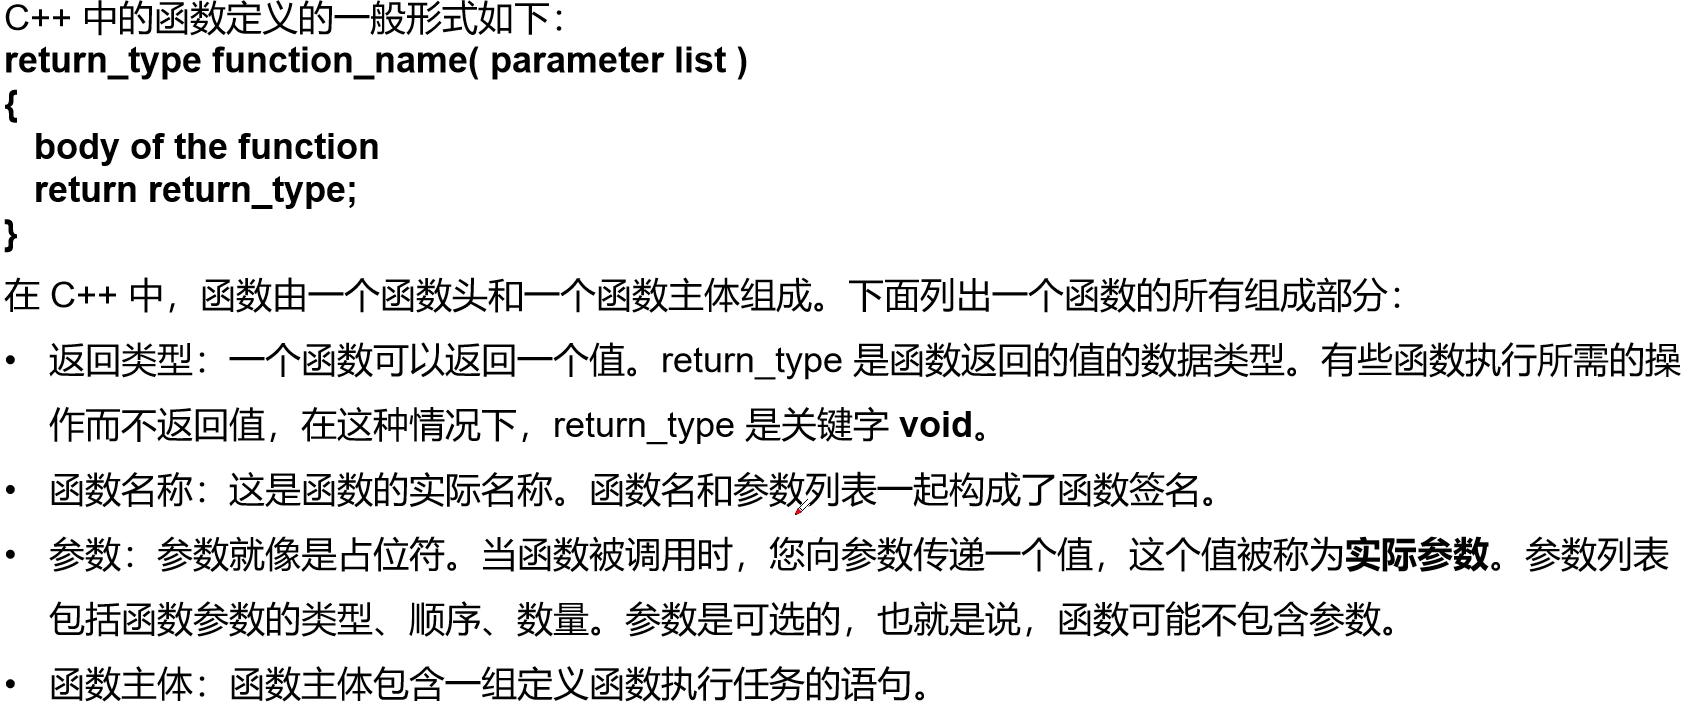 C++ 中的函数定义的一般形式如下：
return_type function_name( parameter list )
{
body of the function
return return_type;
}
在 C++ 中，函数由一个函数头和一个函数主体组成。下面列出一个函数的所有组成部分：
• 返回类型：一个函数可以返回一个值。return_type 是函数返回的值的数据类型。有些函数执行所需的操
作而不返回值，在这种情况下，return_type 是关键字 void。
• 函数名称：这是函数的实际名称。函数名和参数列表一起构成了函数签名。
• 参数：参数就像是占位符。当函数被调用时，您向参数传递一个值，这个值被称为实际参数。参数列表
包括函数参数的类型、顺序、数量。参数是可选的，也就是说，函数可能不包含参数。
• 函数主体：函数主体包含一组定义函数执行任务的语句。